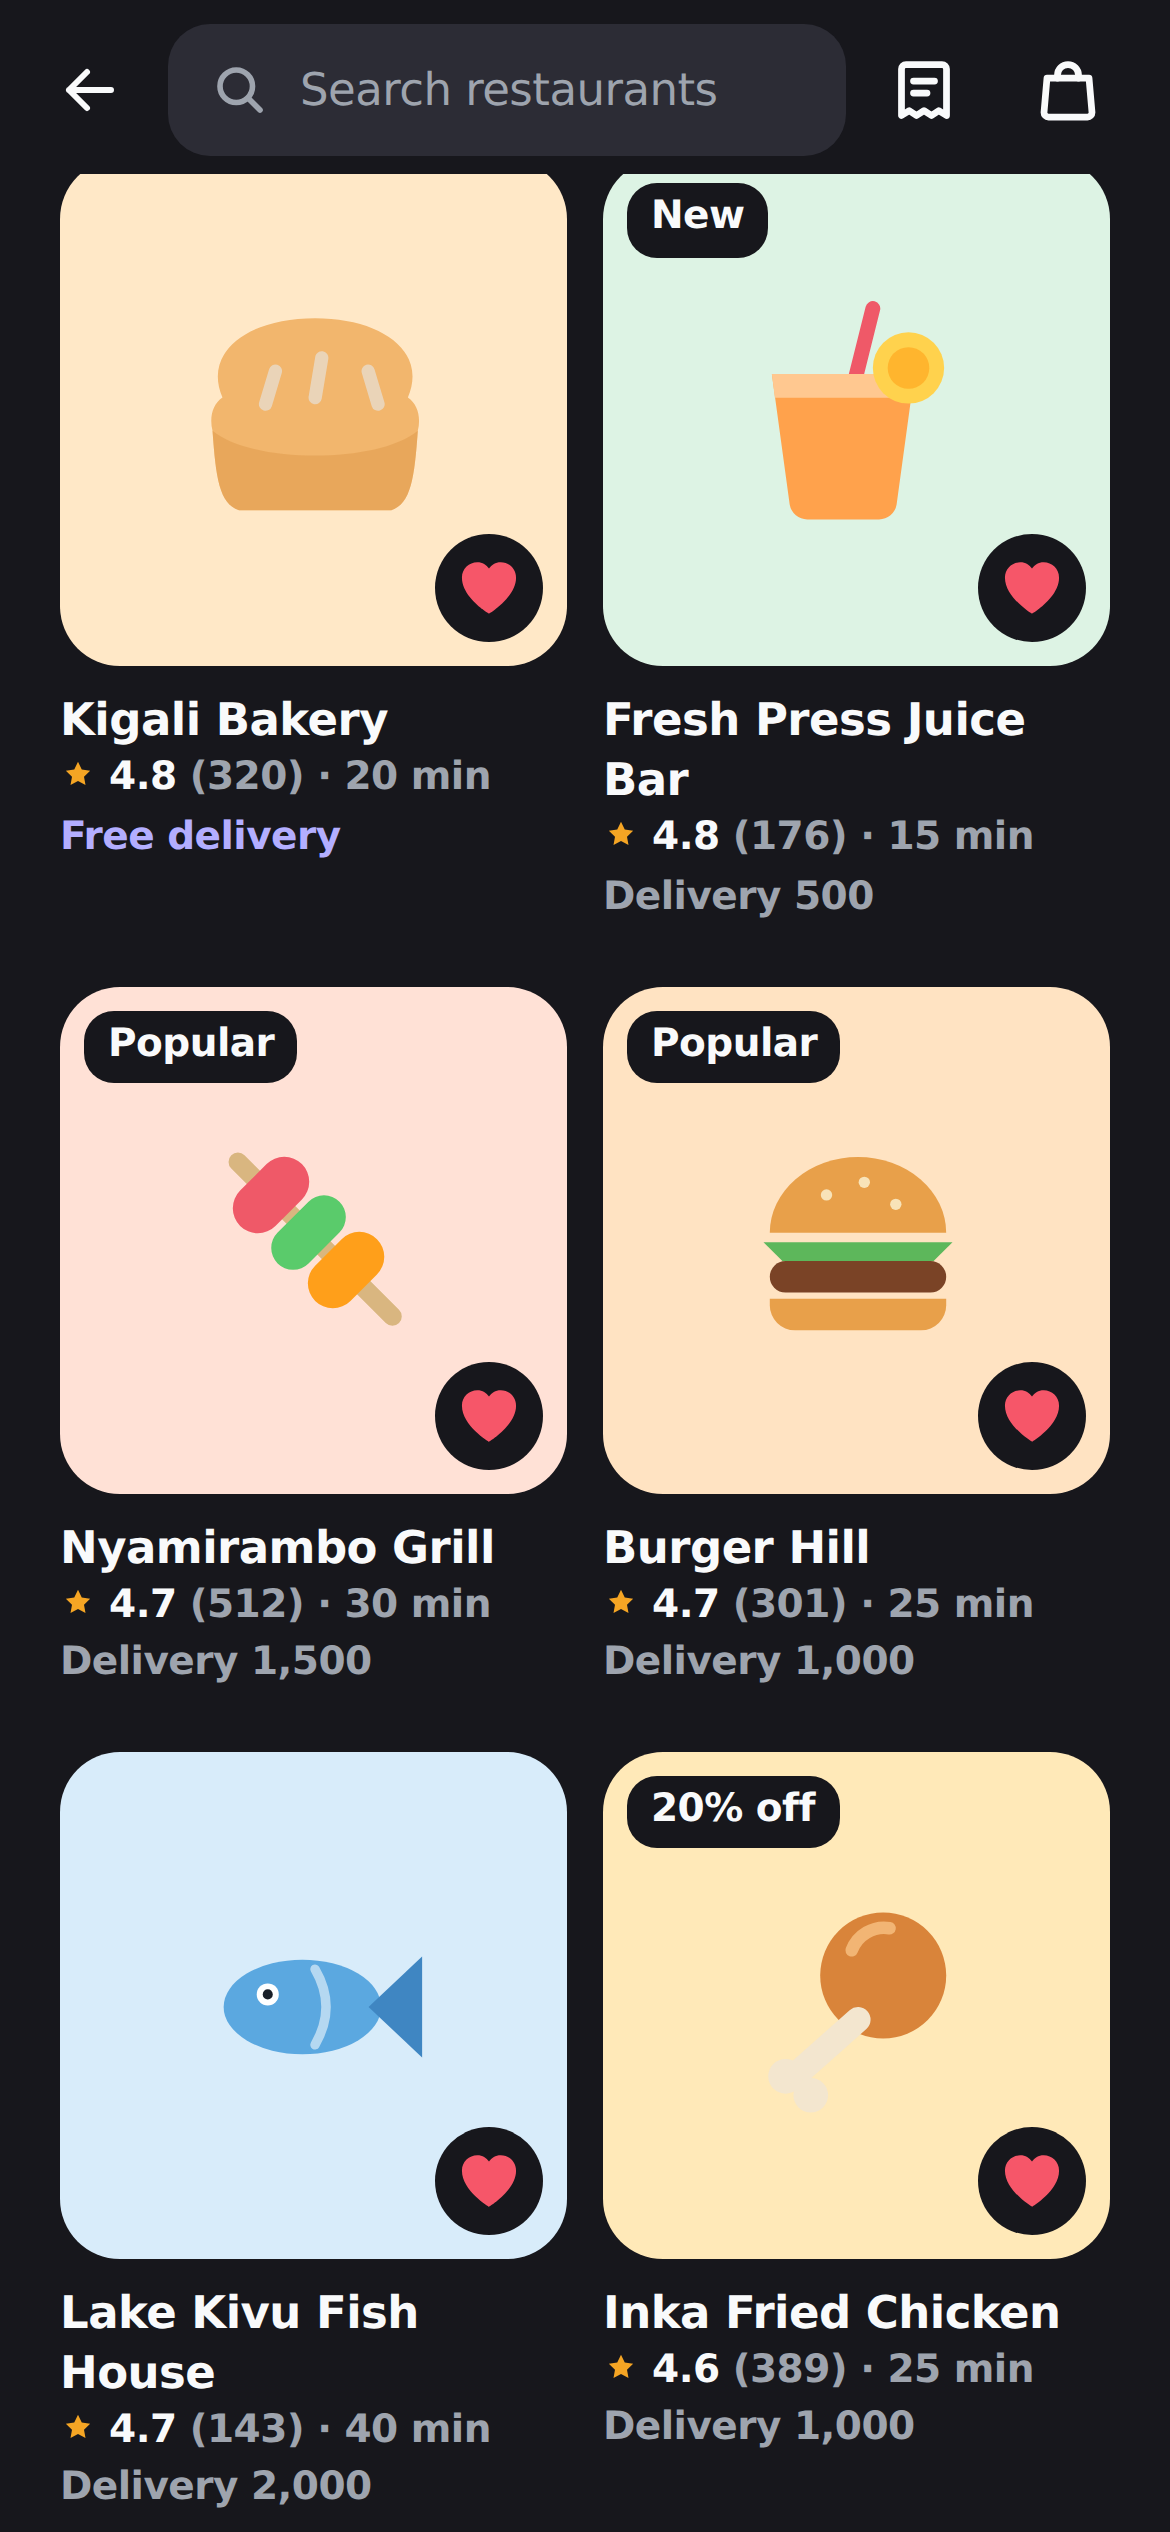 Search restaurants
New
Kigali Bakery
4.8 (320) · 20 min
Free delivery
Fresh Press Juice
Bar
4.8 (176) · 15 min
Delivery 500
Popular
Nyamirambo Grill
4.7 (512) · 30 min
Delivery 1,500
Popular
Burger Hill
4.7 (301) · 25 min
Delivery 1,000
Lake Kivu Fish
House
4.7 (143) · 40 min
Delivery 2,000
20% off
Inka Fried Chicken
4.6 (389) · 25 min
Delivery 1,000